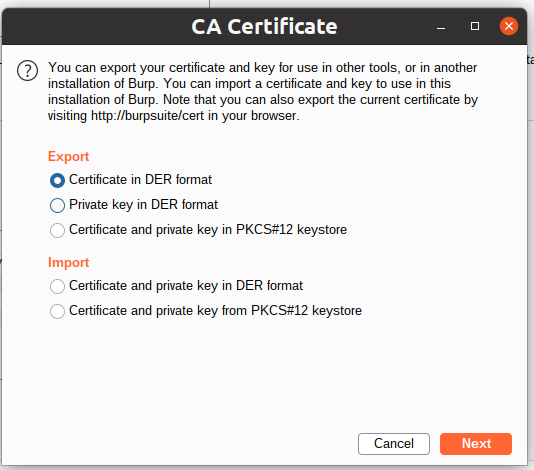 CA Certificate
You can export your certificate and key for use in other tools, or in another
installation of Burp. You can import a certificate and key to use in this
installation of Burp. Note that you can also export the current certificate by
visiting http://burpsuite/cert in your browser.
Export
Certificate in DER format
Private key in DER format
Certificate and private key in PKCS#12 keystore
Import
Certificate and private key in DER format
Certificate and private key from PKCS#12 keystore
Cancel
Next